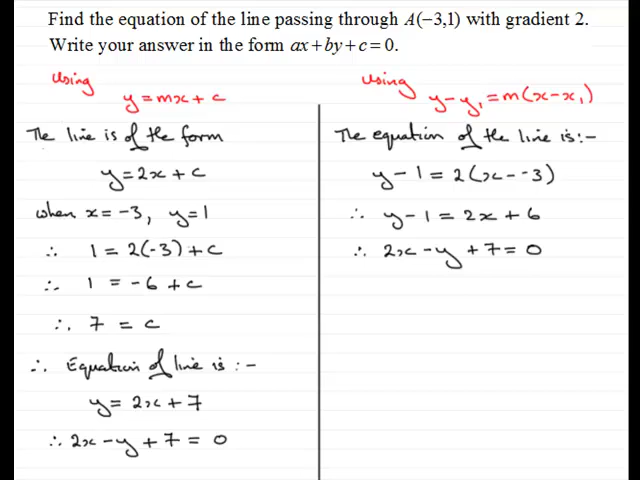 Find the equation of the line passing through A(−3,1) with gradient 2.
Write your answer in the form ax+by+c=0.
Using
y=mx+c
The line is of the form
y=2x+c
when x=-3, y=1
∴ 1=2(-3)+c
∴ 1 = -6+c
∴ 7 = c
∴ Equation of line is :-
y= 2x+7
∴ 2x-y+7=0
Using
y-y₁=m(x-x₁)
The equation of the line is:-
y-1=2(x--3)
∴ y-1=2x+6
∴ 2x-y+7=0